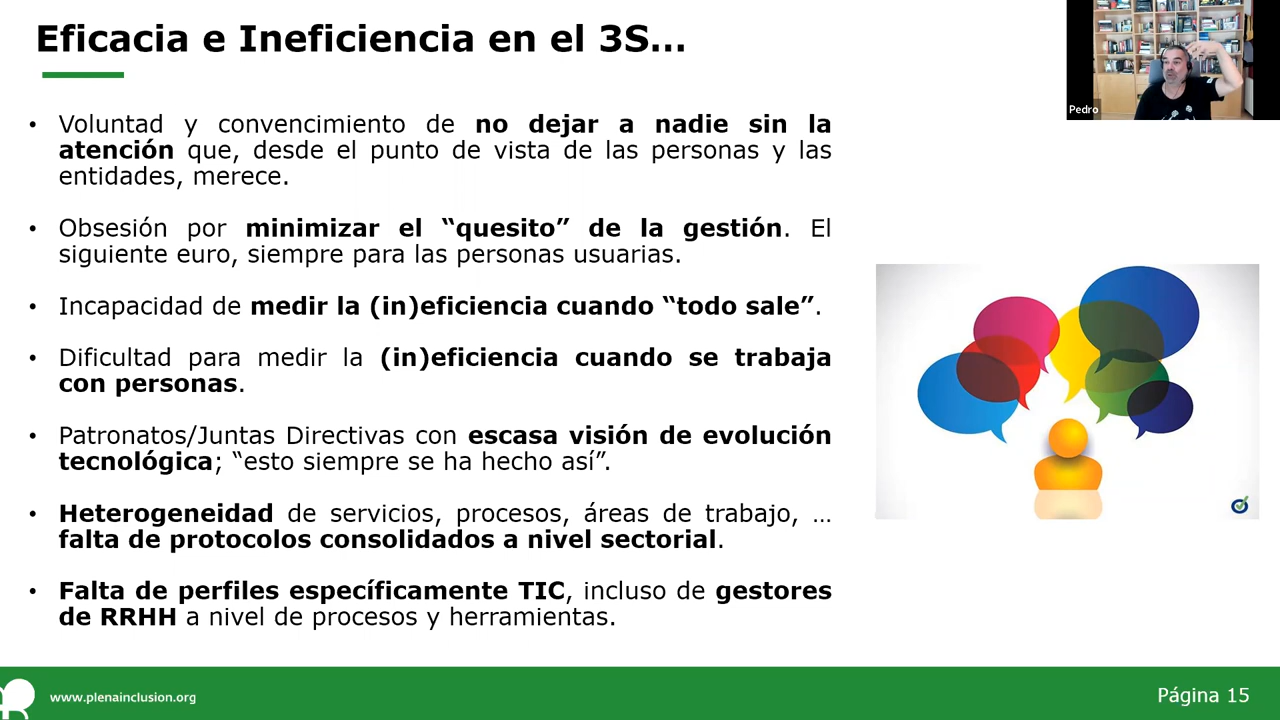 Eficacia e Ineficiencia en el 3S...
Pedro
• Voluntad y convencimiento de no dejar a nadie sin la
atención que, desde el punto de vista de las personas y las
entidades, merece.
• Obsesión por minimizar el “quesito” de la gestión. El
siguiente euro, siempre para las personas usuarias.
• Incapacidad de medir la (in)eficiencia cuando “todo sale”.
• Dificultad para medir la (in)eficiencia cuando se trabaja
con personas.
• Patronatos/Juntas Directivas con escasa visión de evolución
tecnológica; “esto siempre se ha hecho así”.
• Heterogeneidad de servicios, procesos, áreas de trabajo, …
falta de protocolos consolidados a nivel sectorial.
• Falta de perfiles específicamente TIC, incluso de gestores
de RRHH a nivel de procesos y herramientas.
www.plenainclusion.org
Página 15